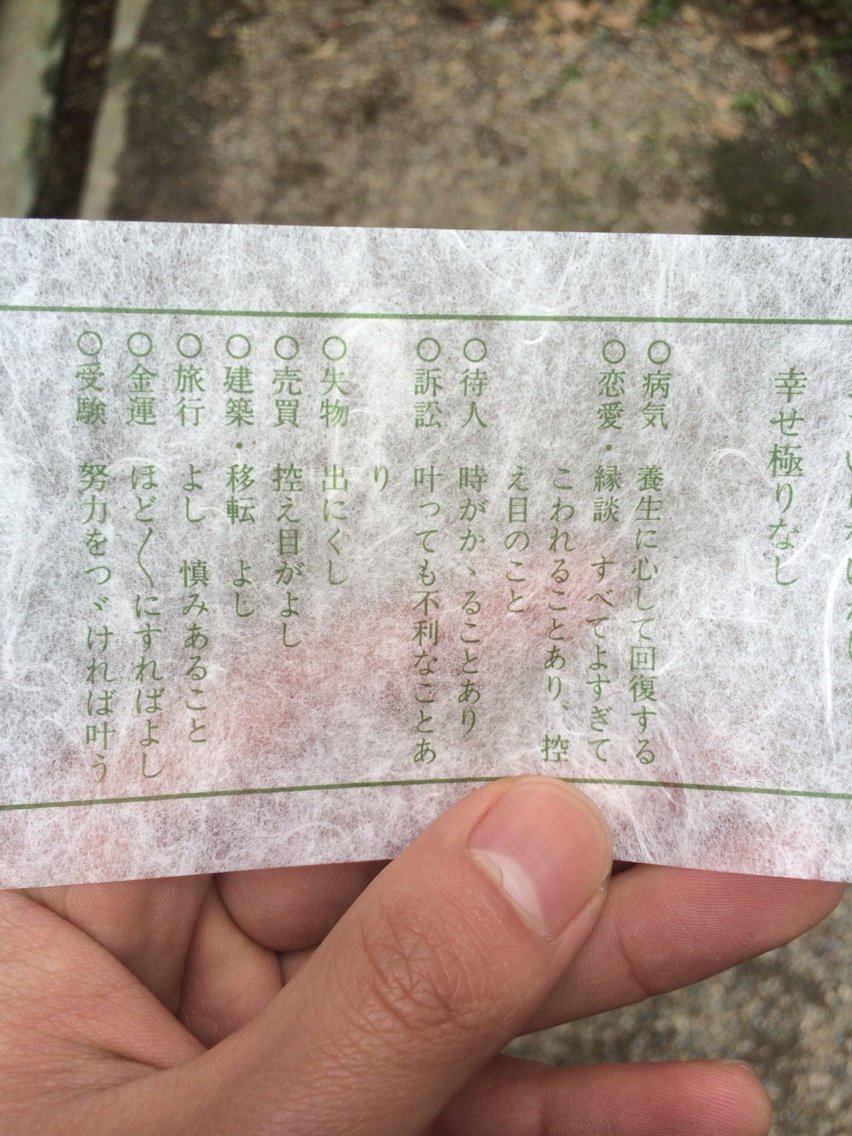 幸せ極りなし
○病気　養生に心して回復する
○恋愛・縁談　すべてよすぎて
こわれることあり、控
え目のこと
○待人　時がかゝることあり
○訴訟　叶っても不利なことあ
り
○失物　出にくし
○売買　控え目がよし
○建築・移転　よし
○旅行　よし　慎みあること
○金運　ほど〱にすればよし
○受験　努力をつゞければ叶う